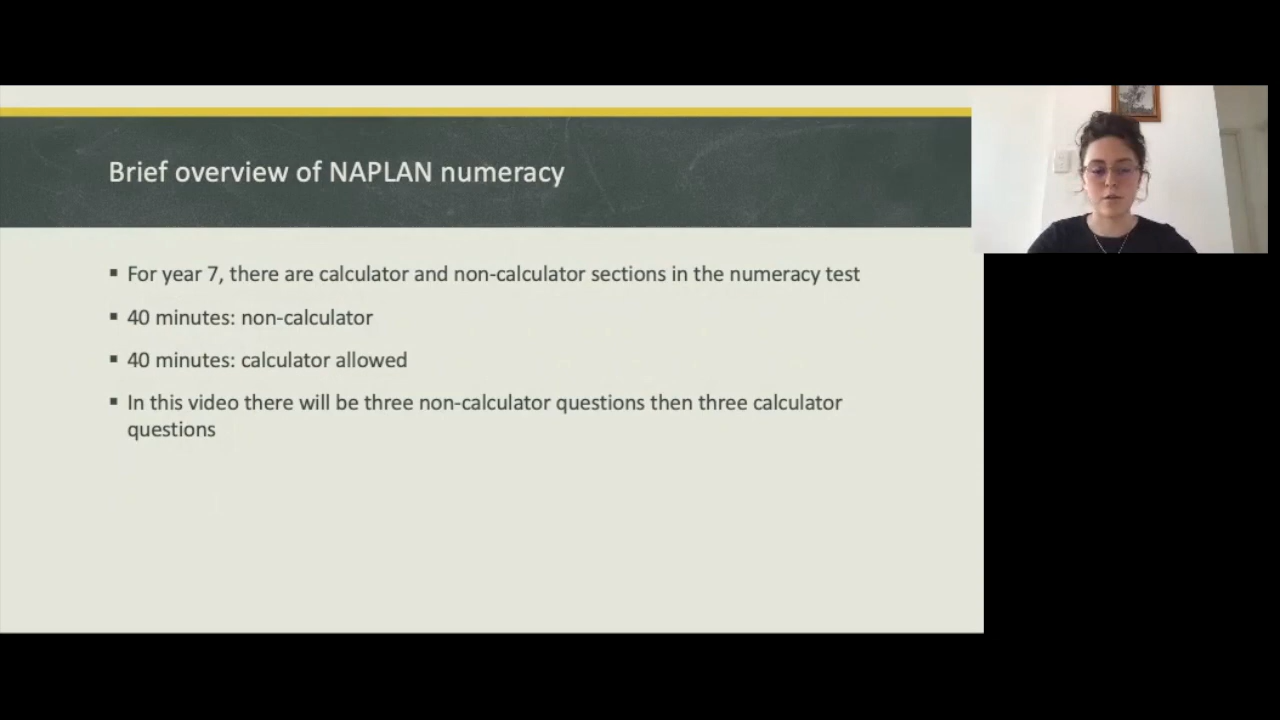 Brief overview of NAPLAN numeracy
▪ For year 7, there are calculator and non-calculator sections in the numeracy test
▪ 40 minutes: non-calculator
▪ 40 minutes: calculator allowed
▪ In this video there will be three non-calculator questions then three calculator
questions